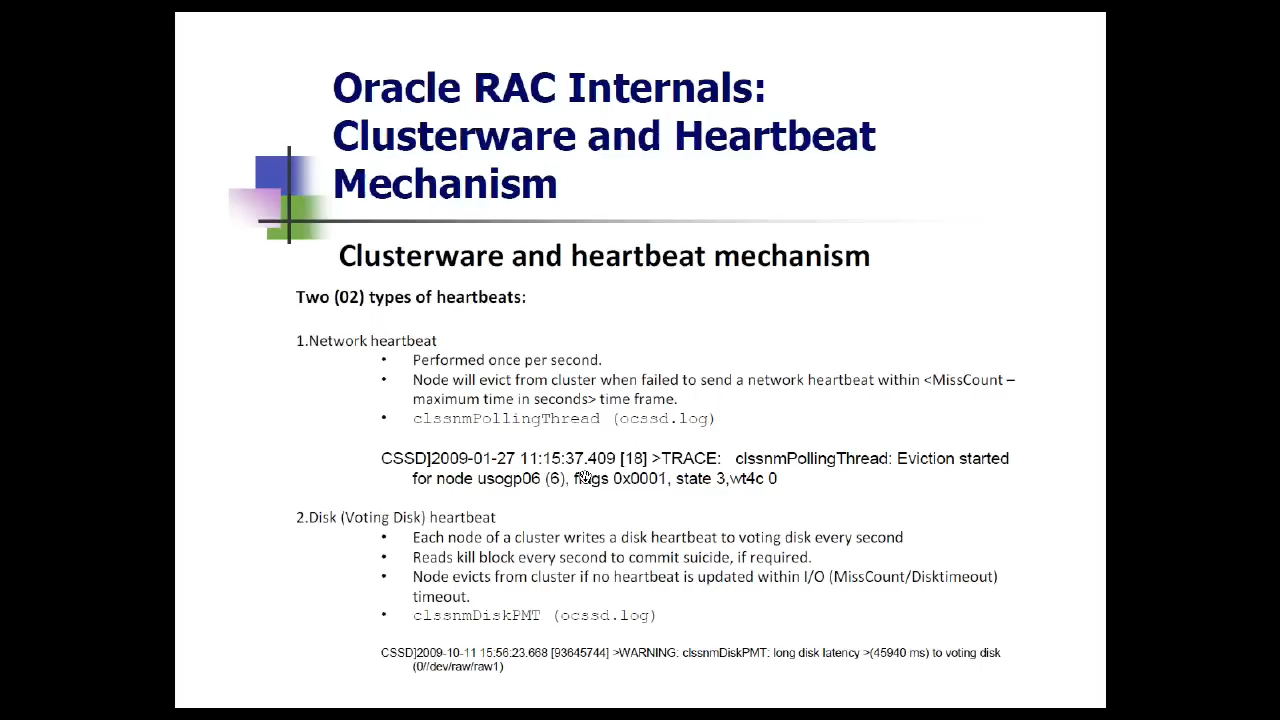 Oracle RAC Internals:
Clusterware and Heartbeat
Mechanism
Clusterware and heartbeat mechanism
Two (02) types of heartbeats:
1.Network heartbeat
• Performed once per second.
• Node will evict from cluster when failed to send a network heartbeat within <MissCount –
maximum time in seconds> time frame.
• clssnmPollingThread (ocssd.log)
CSSD]2009-01-27 11:15:37.409 [18] >TRACE: clssnmPollingThread: Eviction started
for node usogp06 (6), flags 0x0001, state 3,wt4c 0
2.Disk (Voting Disk) heartbeat
• Each node of a cluster writes a disk heartbeat to voting disk every second
• Reads kill block every second to commit suicide, if required.
• Node evicts from cluster if no heartbeat is updated within I/O (MissCount/Disktimeout)
timeout.
• clssnmDiskPMT (ocssd.log)
CSSD]2009-10-11 15:56:23.668 [93645744] >WARNING: clssnmDiskPMT: long disk latency >(45940 ms) to voting disk
(0//dev/raw/raw1)